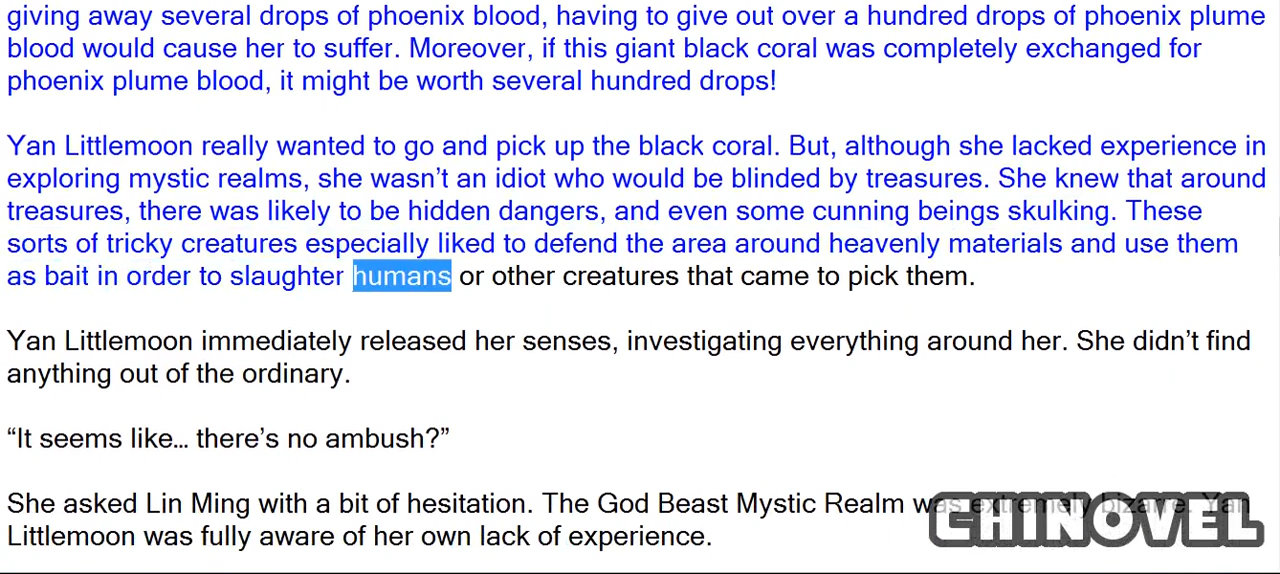 giving away several drops of phoenix blood, having to give out over a hundred drops of phoenix plume
blood would cause her to suffer. Moreover, if this giant black coral was completely exchanged for
phoenix plume blood, it might be worth several hundred drops!
Yan Littlemoon really wanted to go and pick up the black coral. But, although she lacked experience in
exploring mystic realms, she wasn’t an idiot who would be blinded by treasures. She knew that around
treasures, there was likely to be hidden dangers, and even some cunning beings skulking. These
sorts of tricky creatures especially liked to defend the area around heavenly materials and use them
as bait in order to slaughter humans or other creatures that came to pick them.
Yan Littlemoon immediately released her senses, investigating everything around her. She didn’t find
anything out of the ordinary.
“It seems like… there’s no ambush?”
She asked Lin Ming with a bit of hesitation. The God Beast Mystic Realm was extremely bizarre. Yan
Littlemoon was fully aware of her own lack of experience.
CHINOVEL